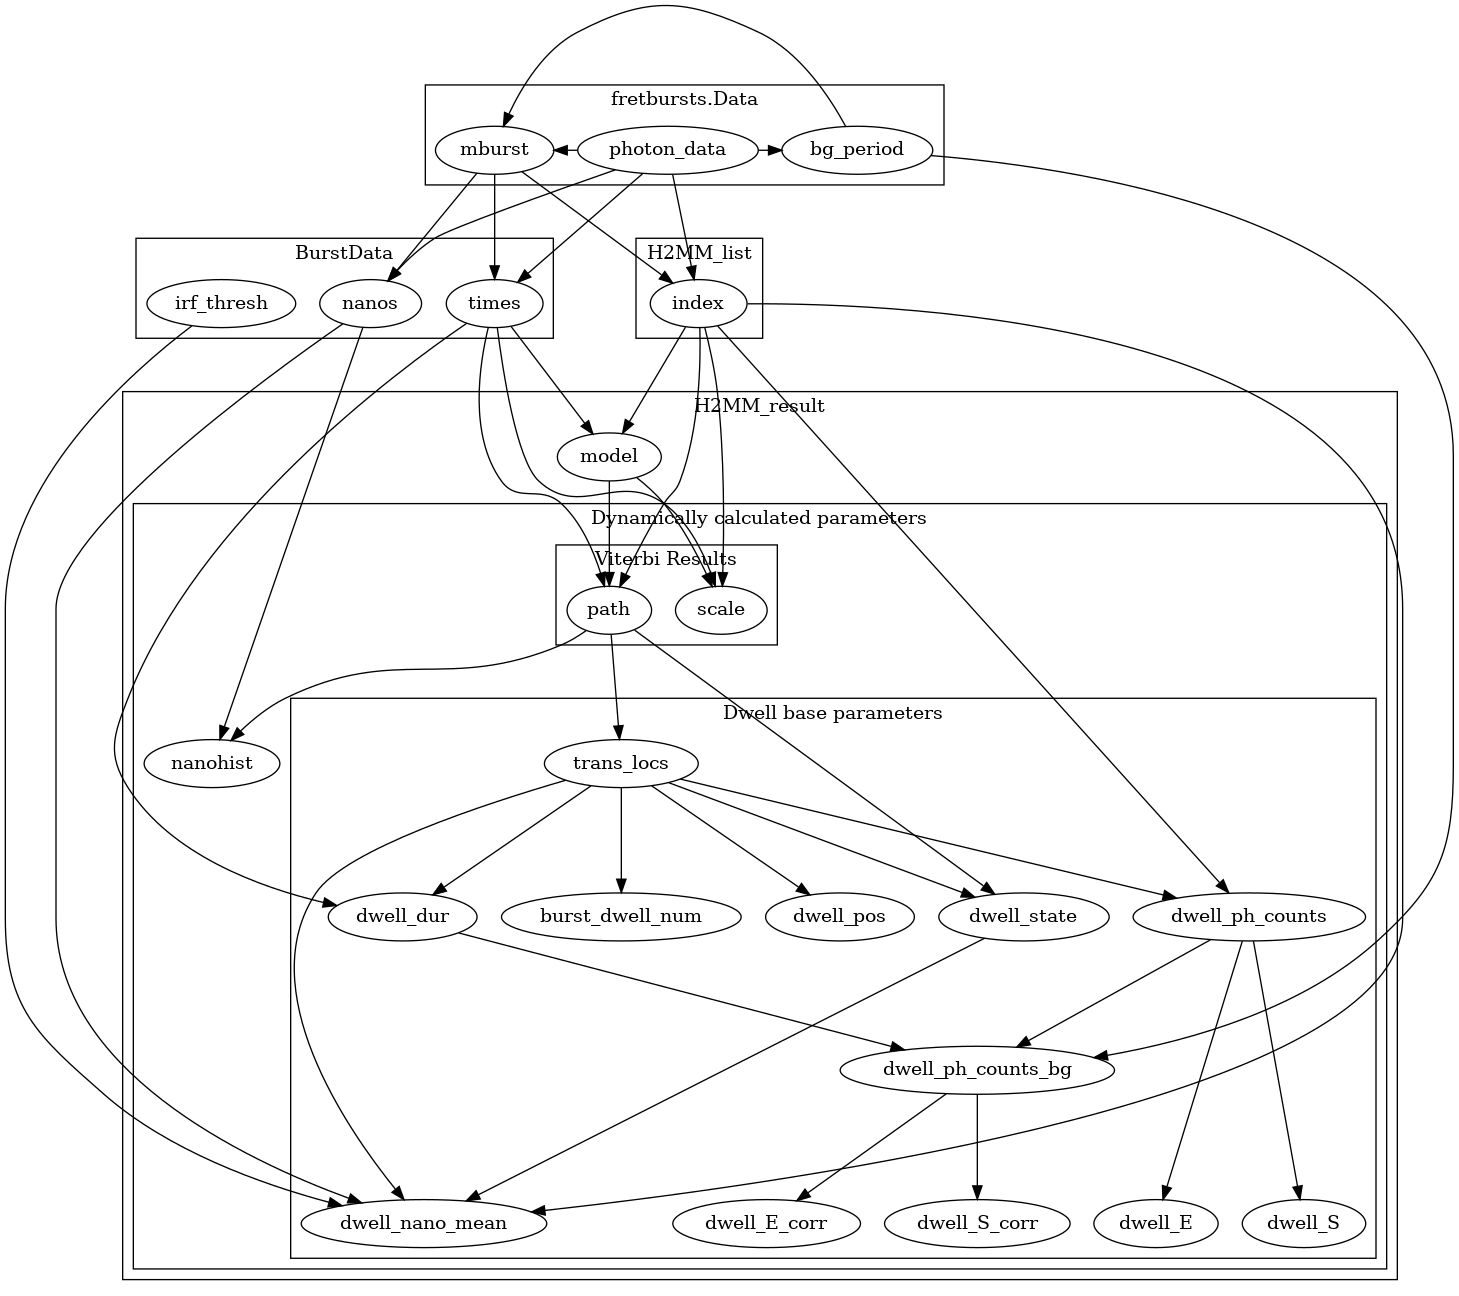 fretbursts.Data
mburst
photon_data
bg_period
BurstData
H2MM_list
irf_thresh
nanos
times
index
H2MM_result
model
Dynamically calculated parameters
Viterbi Results
path
scale
Dwell base parameters
nanohist
trans_locs
dwell_dur
burst_dwell_num
dwell_pos
dwell_state
dwell_ph_counts
dwell_ph_counts_bg
dwell_nano_mean
dwell_E_corr
dwell_S_corr
dwell_E
dwell_S